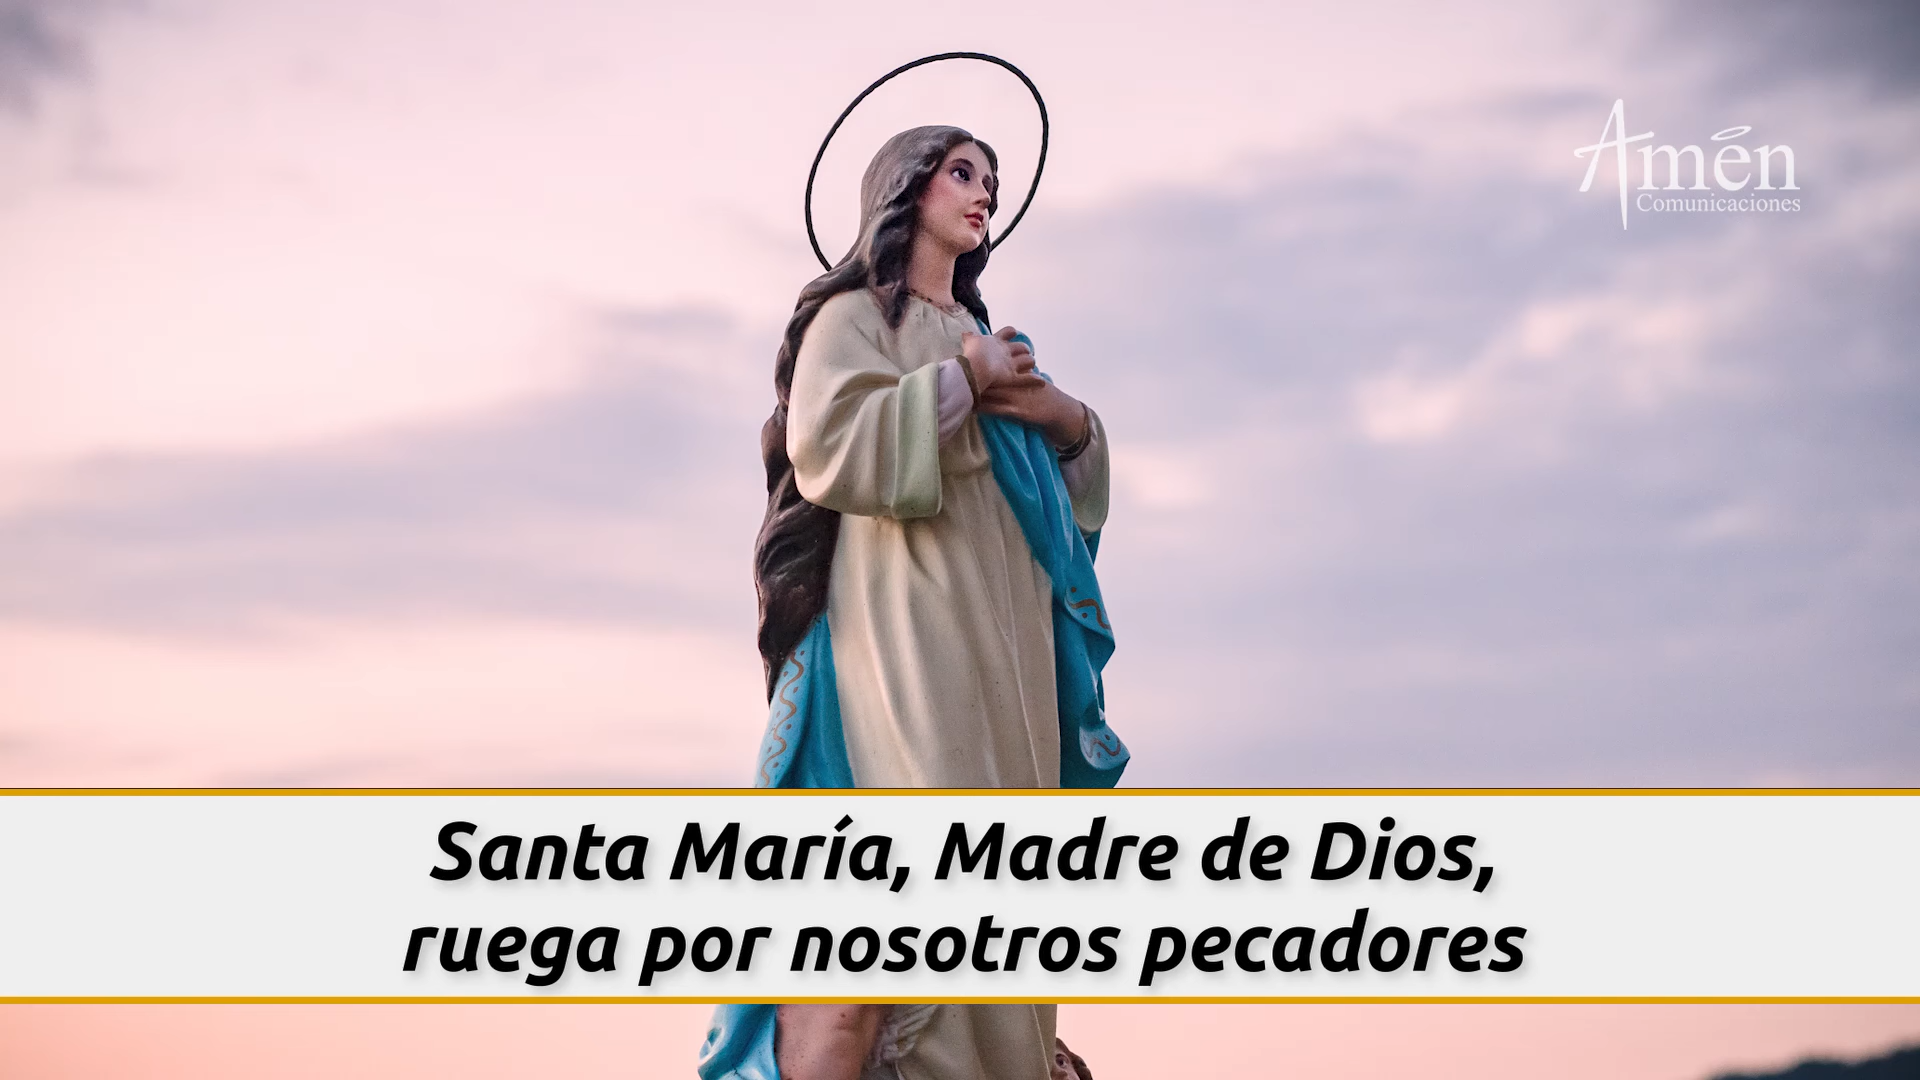 Amén
Comunicaciones
Santa María, Madre de Dios,
ruega por nosotros pecadores